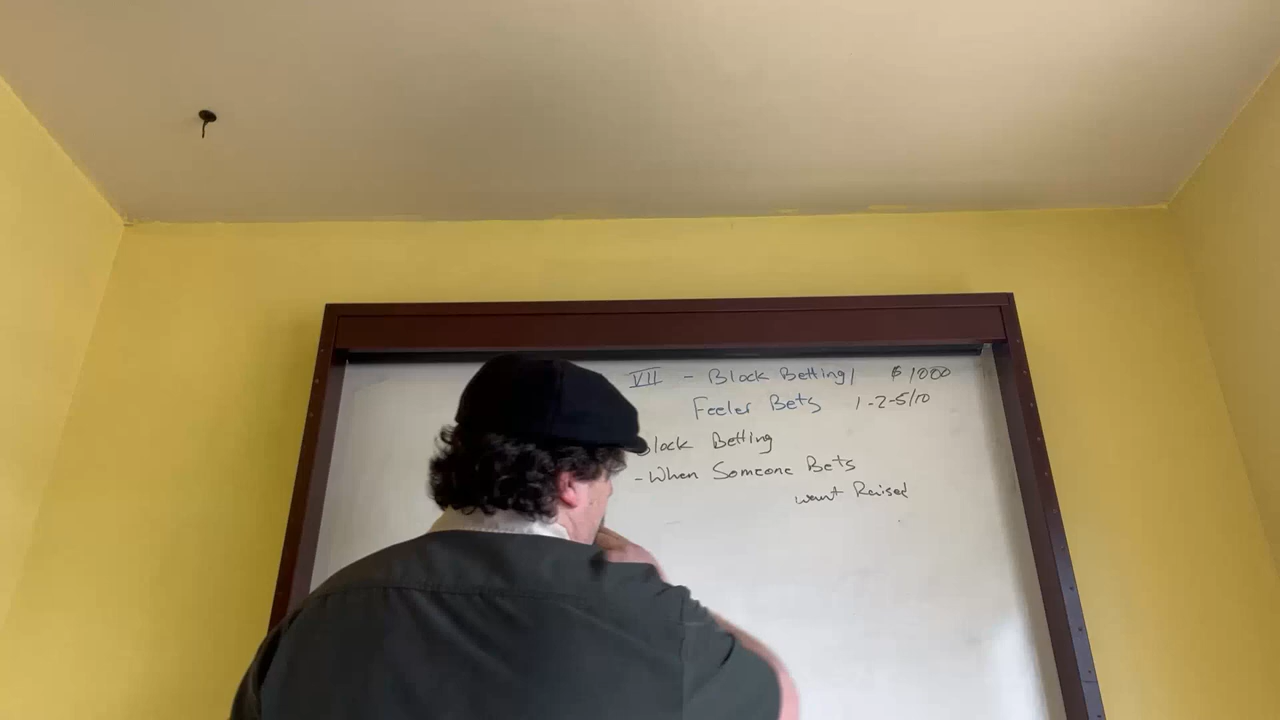 VII - Block Betting/ $1000
Feeler Bets 1-2-5/10
Block Betting
- When Someone Bets
want Raised